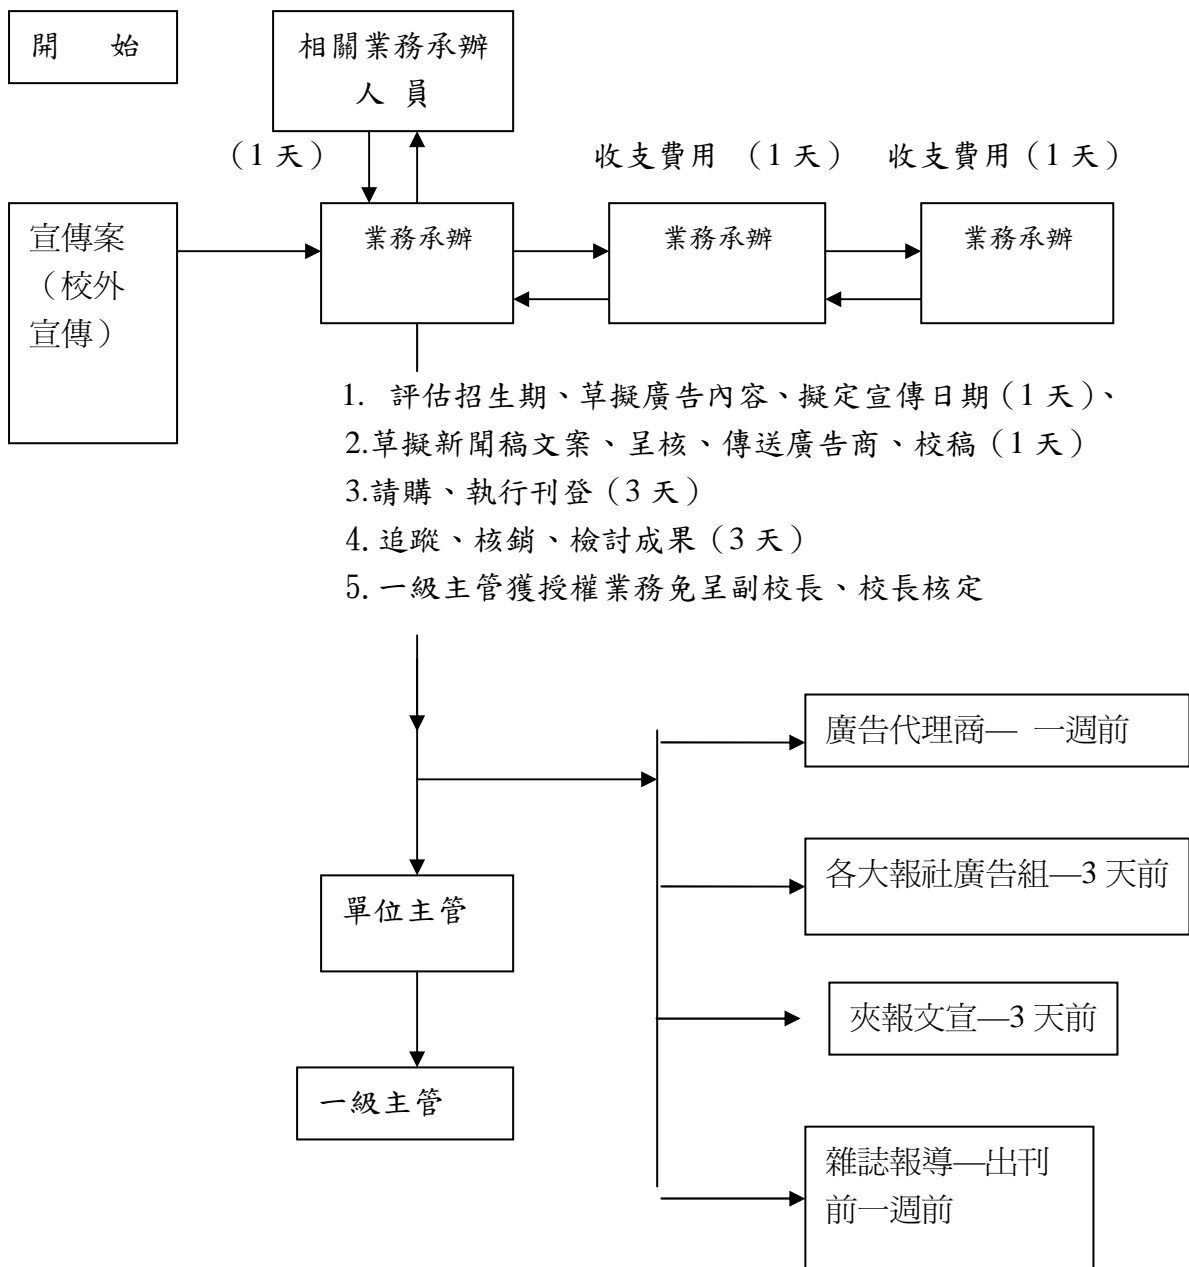 開　始
相關業務承辦
人 員
（1 天）
收支費用 （1 天）
收支費用（1 天）
宣傳案
（校外
宣傳）
業務承辦
業務承辦
業務承辦
1. 評估招生期、草擬廣告內容、擬定宣傳日期（1 天）、
2.草擬新聞稿文案、呈核、傳送廣告商、校稿（1 天）
3.請購、執行刊登（3 天）
4. 追蹤、核銷、檢討成果（3 天）
5. 一級主管獲授權業務免呈副校長、校長核定
廣告代理商— 一週前
各大報社廣告組—3 天前
單位主管
夾報文宣—3 天前
一級主管
雜誌報導—出刊
前一週前